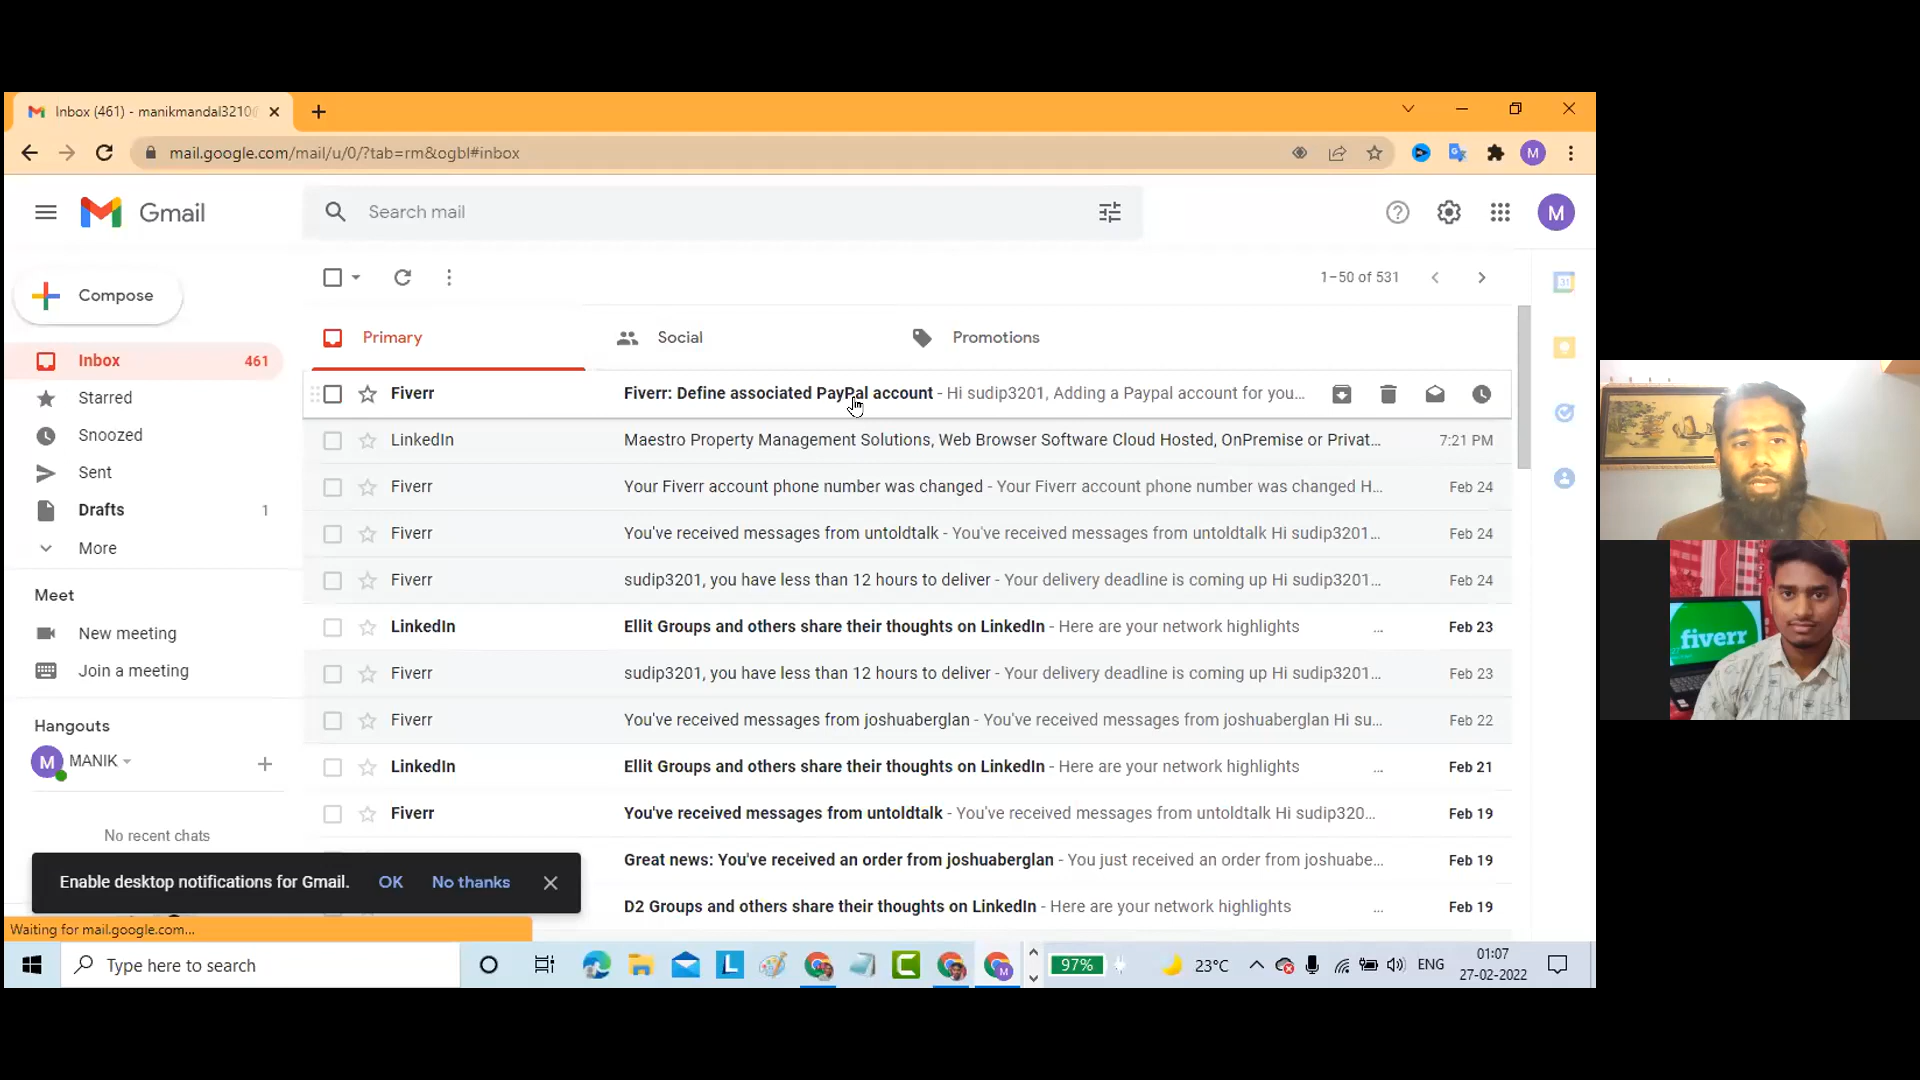 Inbox (461) - manikmandal3210@
mail.google.com/mail/u/0/?tab=rm&ogbl#inbox
M
Gmail
Search mail
M
Compose
1–50 of 531
31
Primary
Social
Promotions
Inbox 461
Starred
Snoozed
Sent
Drafts 1
More
Meet
New meeting
Join a meeting
Hangouts
M MANIK
No recent chats
Fiverr Fiverr: Define associated PayPal account - Hi sudip3201, Adding a Paypal account for you...
LinkedIn Maestro Property Management Solutions, Web Browser Software Cloud Hosted, OnPremise or Privat... 7:21 PM
Fiverr Your Fiverr account phone number was changed - Your Fiverr account phone number was changed H... Feb 24
Fiverr You've received messages from untoldtalk - You've received messages from untoldtalk Hi sudip3201... Feb 24
Fiverr sudip3201, you have less than 12 hours to deliver - Your delivery deadline is coming up Hi sudip3201... Feb 24
LinkedIn Ellit Groups and others share their thoughts on LinkedIn - Here are your network highlights ... Feb 23
Fiverr sudip3201, you have less than 12 hours to deliver - Your delivery deadline is coming up Hi sudip3201... Feb 23
Fiverr You've received messages from joshuaberglan - You've received messages from joshuaberglan Hi su... Feb 22
LinkedIn Ellit Groups and others share their thoughts on LinkedIn - Here are your network highlights ... Feb 21
Fiverr You've received messages from untoldtalk - You've received messages from untoldtalk Hi sudip320... Feb 19
Great news: You've received an order from joshuaberglan - You just received an order from joshuabe... Feb 19
D2 Groups and others share their thoughts on LinkedIn - Here are your network highlights ... Feb 19
Enable desktop notifications for Gmail. OK No thanks
Waiting for mail.google.com...
Type here to search
L
C
M
97%
23°C
ENG
01:07
27-02-2022
fiverr